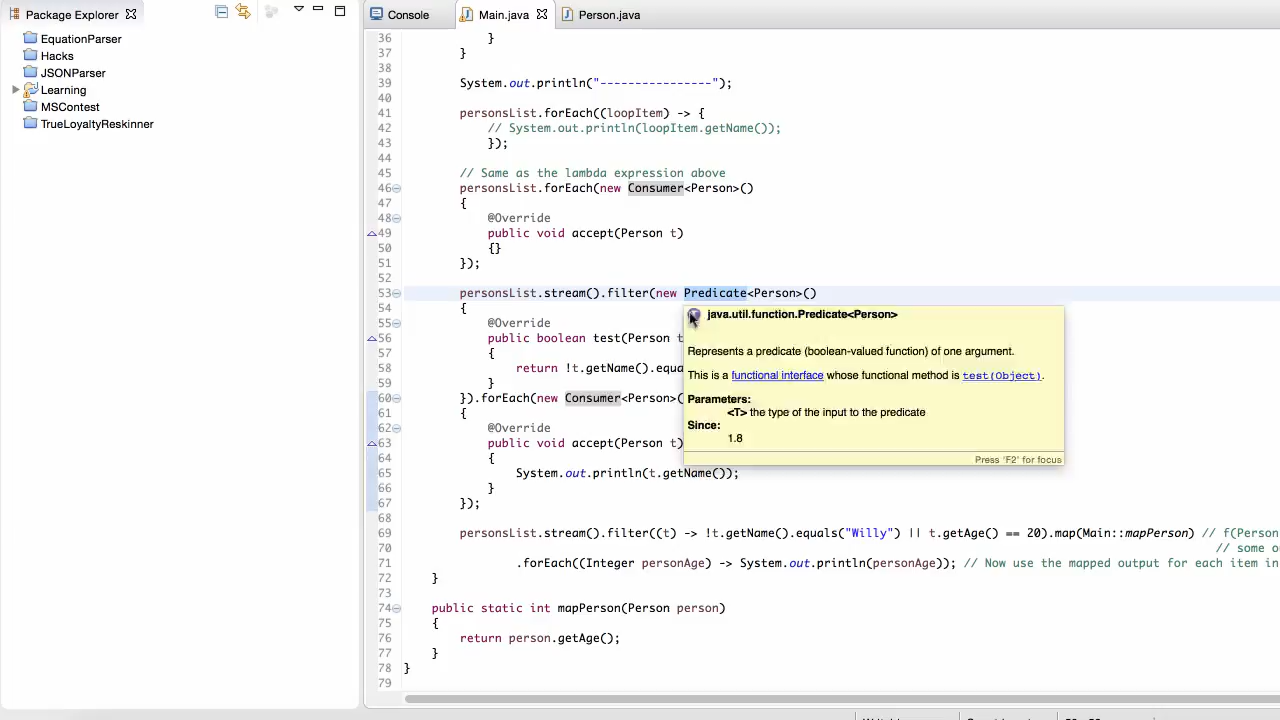 Package Explorer
EquationParser
Hacks
JSONParser
Learning
MSContest
TrueLoyaltyReskinner
Console
Main.java
Person.java
36 }
37 }
38
39 System.out.println("----------------");
40
41 personsList.forEach((loopItem) -> {
42 // System.out.println(loopItem.getName());
43 });
44
45 // Same as the lambda expression above
46 personsList.forEach(new Consumer<Person>()
47 {
48 @Override
49 public void accept(Person t)
50 {}
51 });
52
53 personsList.stream().filter(new Predicate<Person>()
54 {
55 @Override
56 public boolean test(Person t
57 {
58 return !t.getName().equa
59 }
60 }).forEach(new Consumer<Person>(
61 {
62 @Override
63 public void accept(Person t)
64 {
65 System.out.println(t.getName());
66 }
67 });
68
69 personsList.stream().filter((t) -> !t.getName().equals("Willy") || t.getAge() == 20).map(Main::mapPerson) // f(Person
70 // some o
71 .forEach((Integer personAge) -> System.out.println(personAge)); // Now use the mapped output for each item in
72 }
73
74 public static int mapPerson(Person person)
75 {
76 return person.getAge();
77 }
78 }
79
java.util.function.Predicate<Person>
Represents a predicate (boolean-valued function) of one argument.
This is a functional interface whose functional method is test(Object).
Parameters:
<T> the type of the input to the predicate
Since:
1.8
Press 'F2' for focus